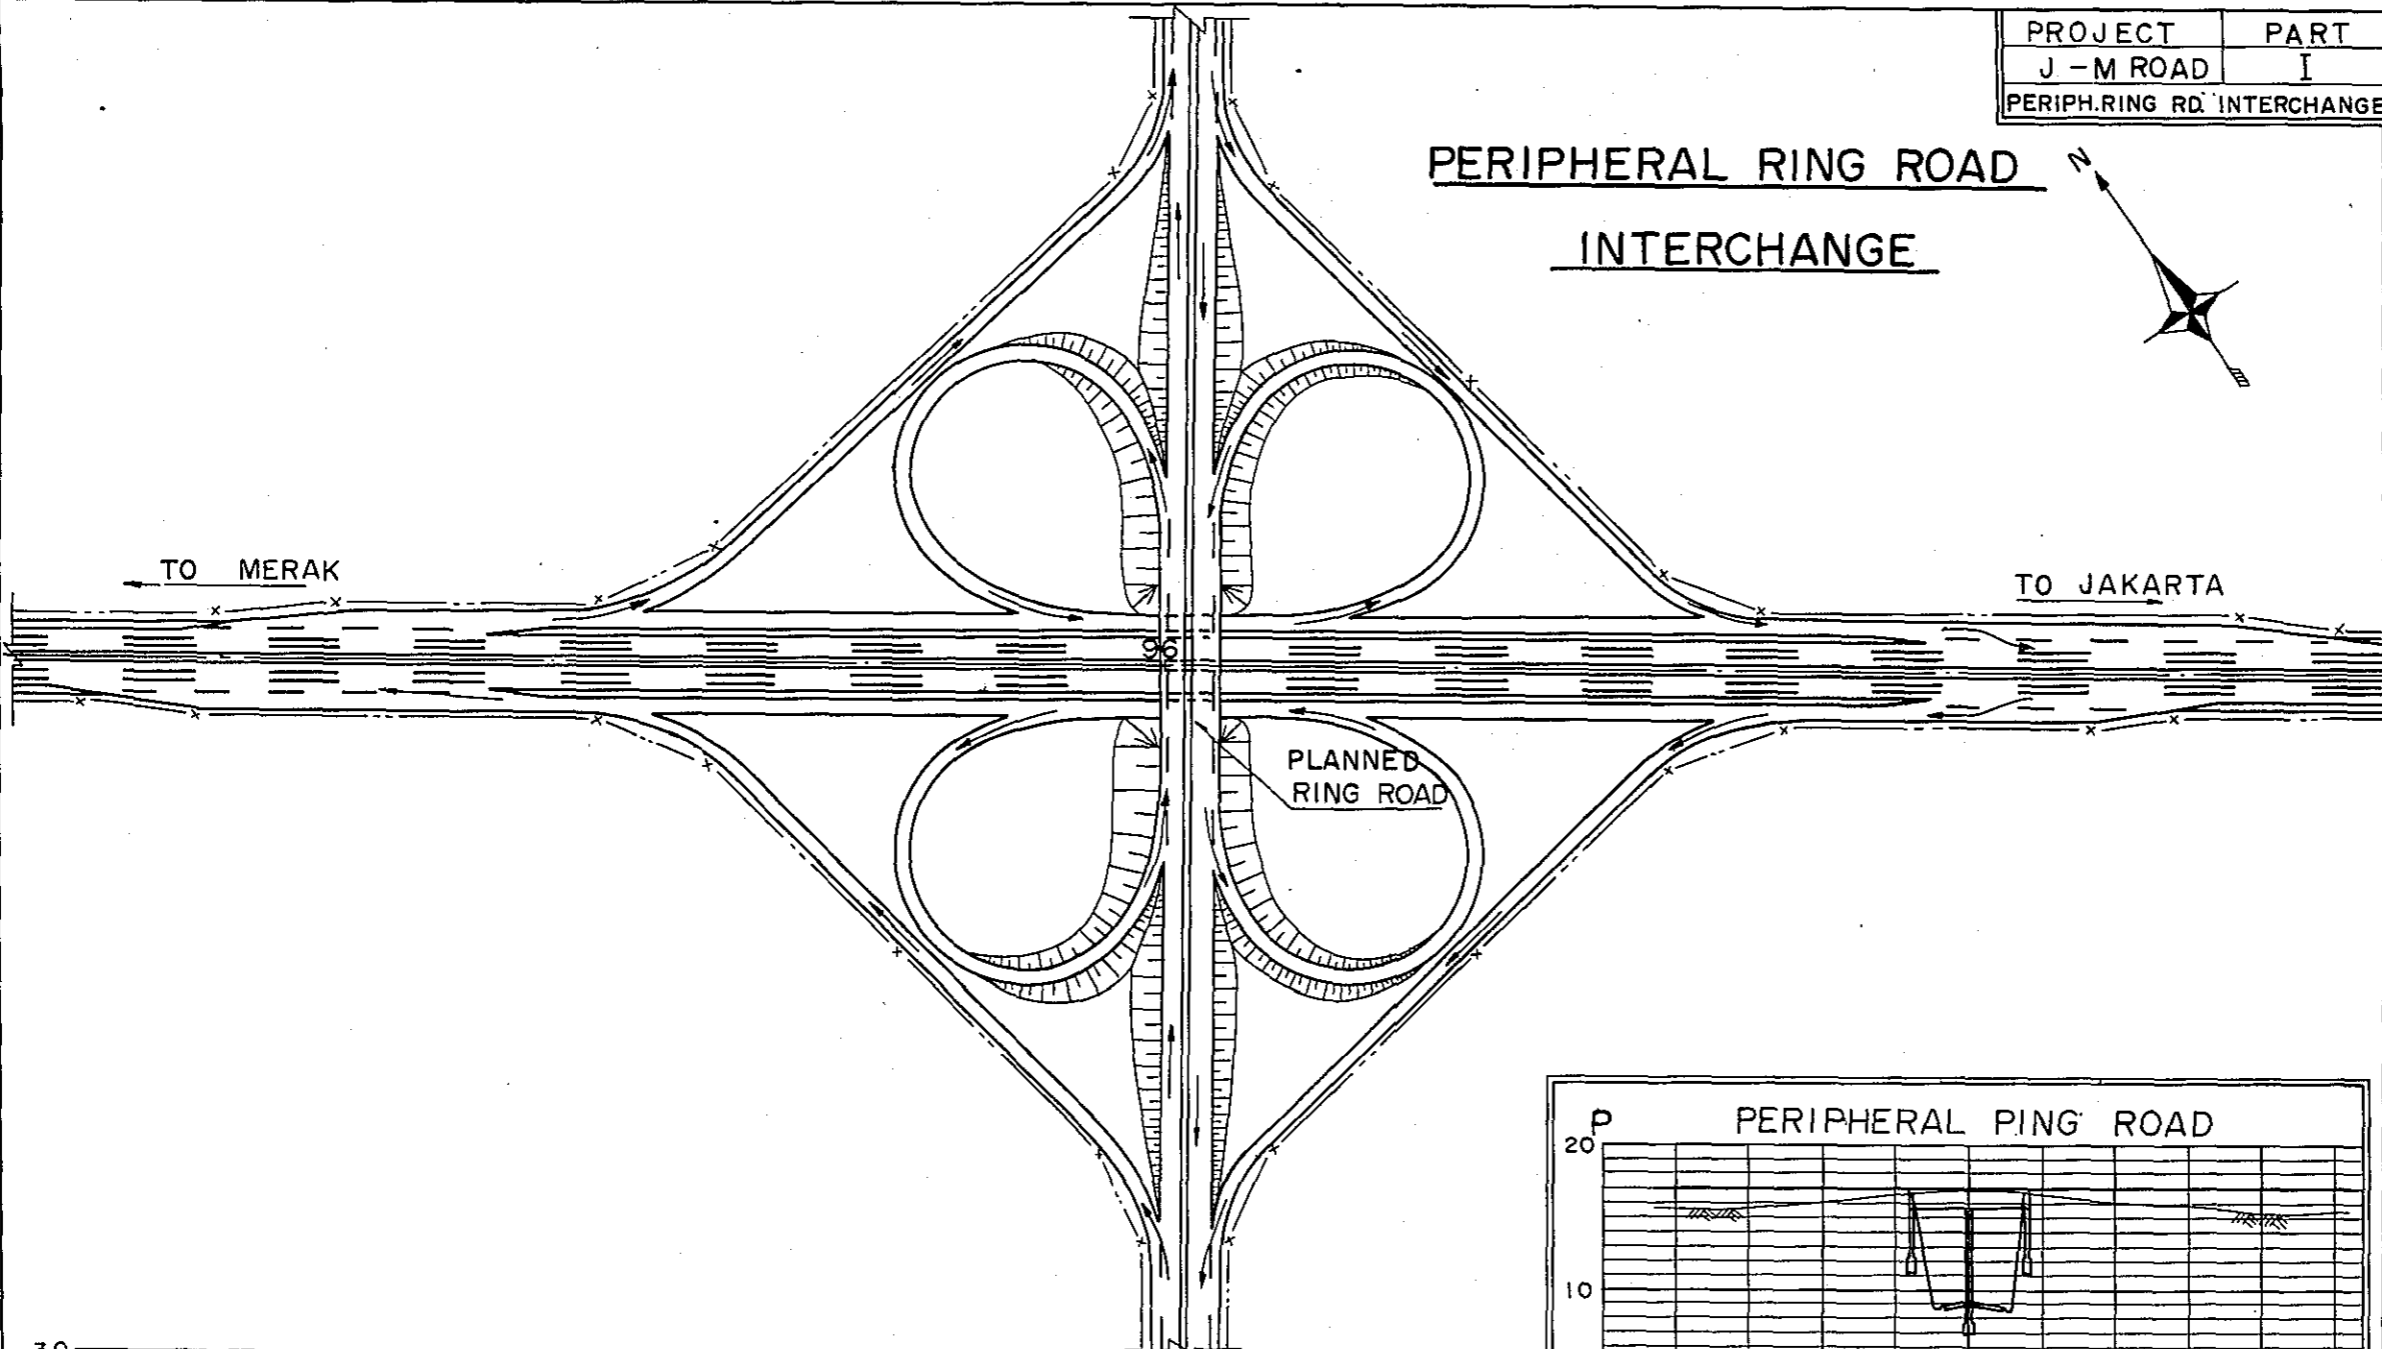 PROJECT PART
J - M ROAD I
PERIPH.RING RD. INTERCHANGE
PERIPHERAL RING ROAD
INTERCHANGE
N
TO MERAK
TO JAKARTA
96
PLANNED
RING ROAD
P PERIPHERAL PING ROAD
20
10
30